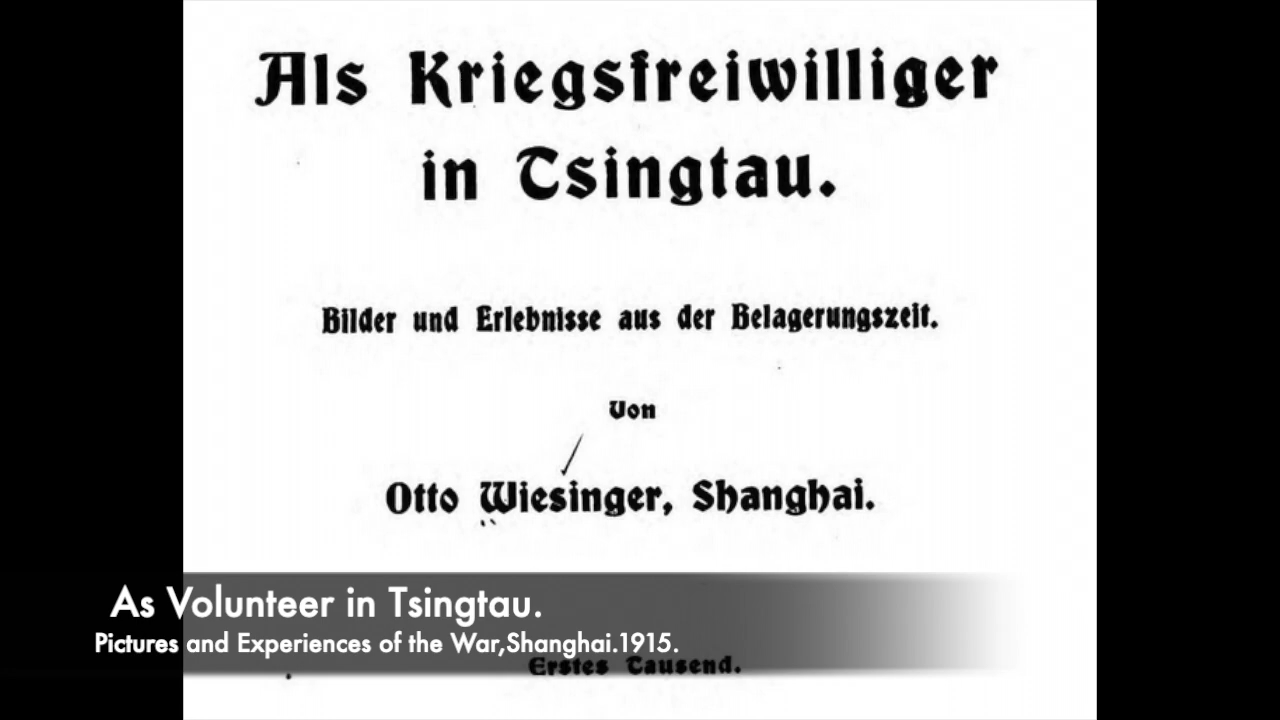 Als Kriegsfreiwilliger
in Tsingtau.
Bilder und Erlebnisse aus der Belagerungszeit.
Von
Otto Wiesinger, Shanghai.
As Volunteer in Tsingtau.
Pictures and Experiences of the War,Shanghai.1915.
Erstes Tausend.